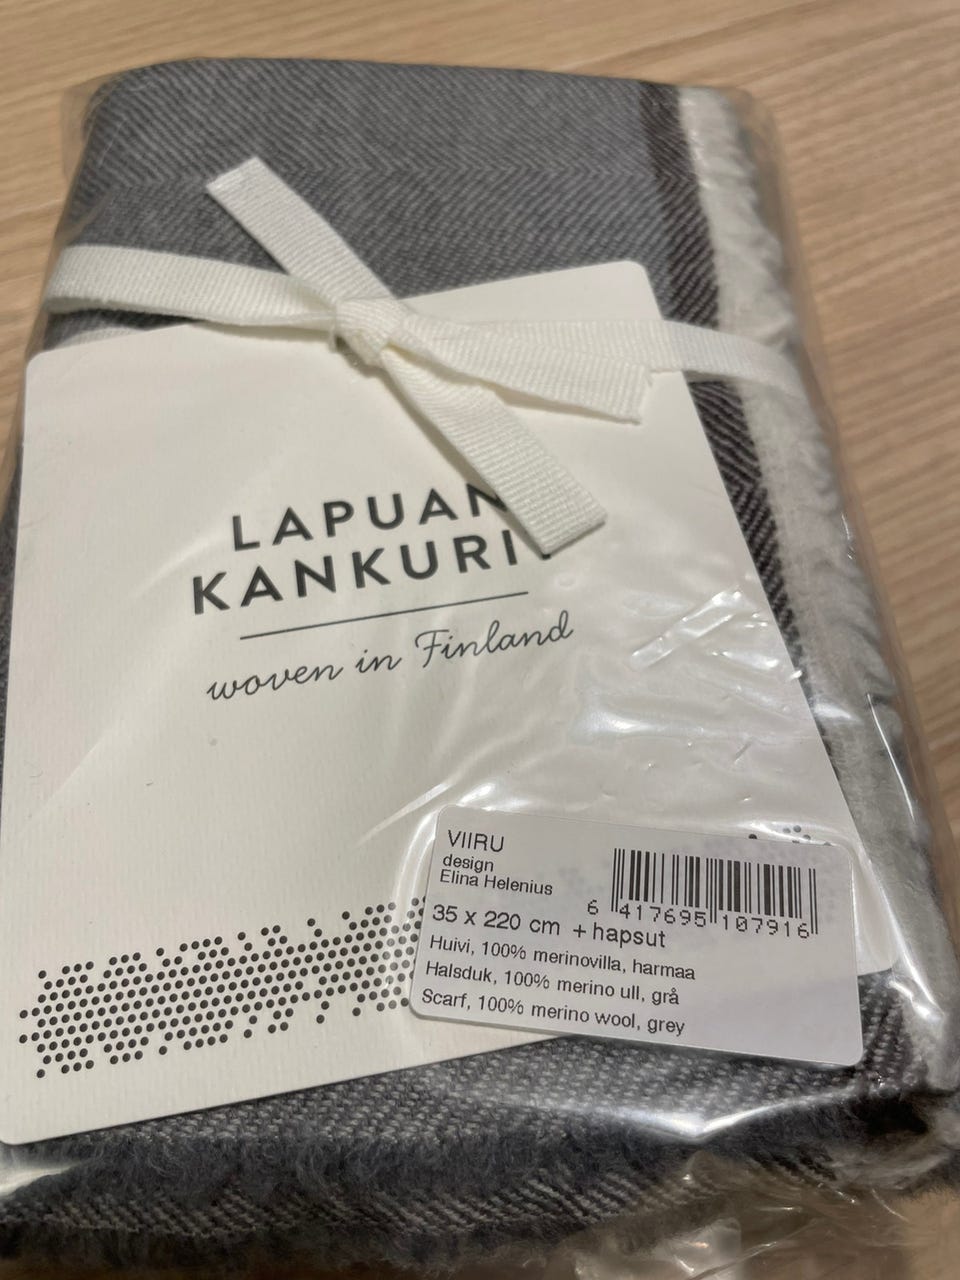 LAPUAN
KANKURI
woven in Finland
VIIRU
design
Elina Helenius
35 x 220 cm + hapsut
Huivi, 100% merinovilla, harmaa
Halsduk, 100% merino ull, grå
Scarf, 100% merino wool, grey
6 417695 107916